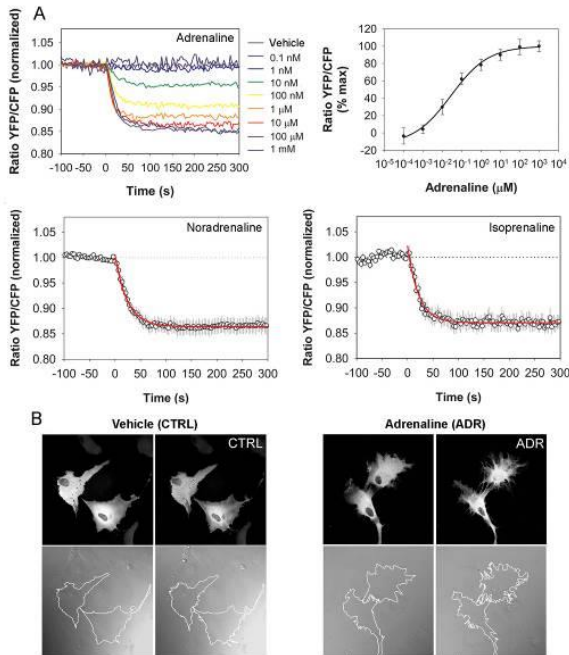 A
Adrenaline
Ratio YFP/CFP (normalized)
1.05
1.00
0.95
0.90
0.85
0.80
-100 -50 0 50 100 150 200 250 300
Time (s)
Vehicle
0.1 nM
1 nM
10 nM
100 nM
1 μM
10 μM
100 μM
1 mM
Ratio YFP/CFP
(% max)
120
100
80
60
40
20
0
-20
10⁻⁵ 10⁻⁴ 10⁻³ 10⁻² 10⁻¹ 10⁰ 10¹ 10² 10³ 10⁴
Adrenaline (μM)
Noradrenaline
Ratio YFP/CFP (normalized)
1.05
1.00
0.95
0.90
0.85
0.80
-100 -50 0 50 100 150 200 250 300
Time (s)
Isoprenaline
Ratio YFP/CFP (normalized)
1.05
1.00
0.95
0.90
0.85
0.80
-100 -50 0 50 100 150 200 250 300
Time (s)
B
Vehicle (CTRL)
Adrenaline (ADR)
CTRL
ADR